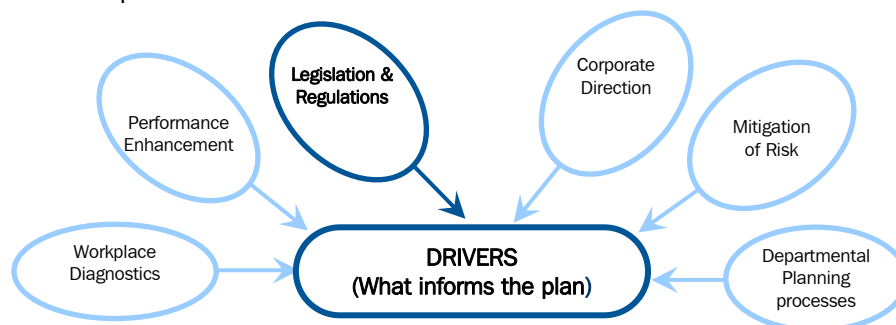 Legislation &
Regulations
Corporate
Direction
Performance
Enhancement
Mitigation
of Risk
Workplace
Diagnostics
DRIVERS
(What informs the plan)
Departmental
Planning
processes